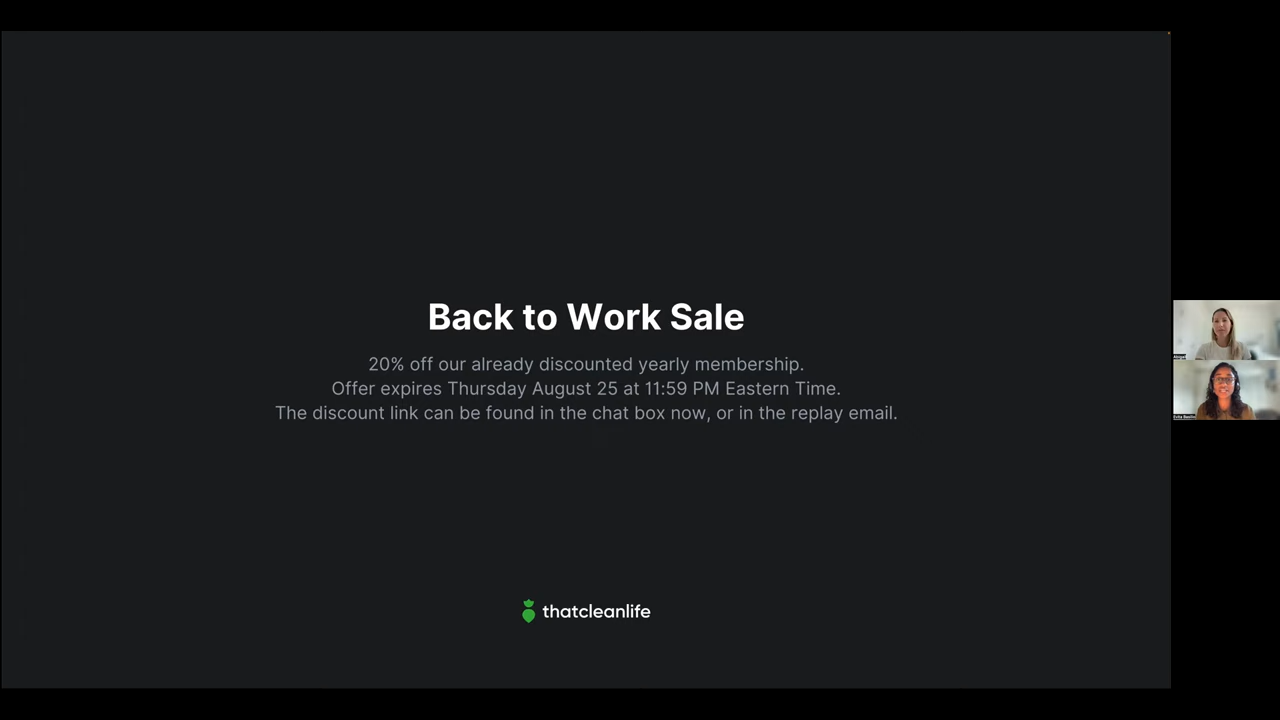 Back to Work Sale
20% off our already discounted yearly membership.
Offer expires Thursday August 25 at 11:59 PM Eastern Time.
The discount link can be found in the chat box now, or in the replay email.
thatcleanlife